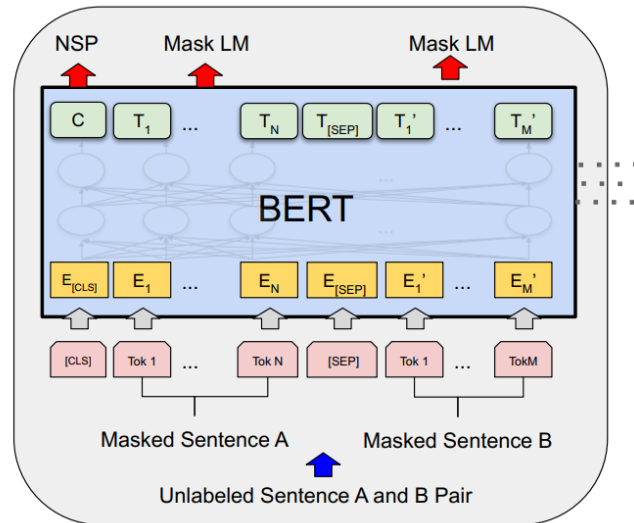 NSP Mask LM Mask LM
C T1 ... TN T[SEP] T1' ... TM'
...
BERT
...
E[CLS] E1 ... EN E[SEP] E1' ... EM'
[CLS] Tok 1 ... Tok N [SEP] Tok 1 ... TokM
Masked Sentence A Masked Sentence B
Unlabeled Sentence A and B Pair